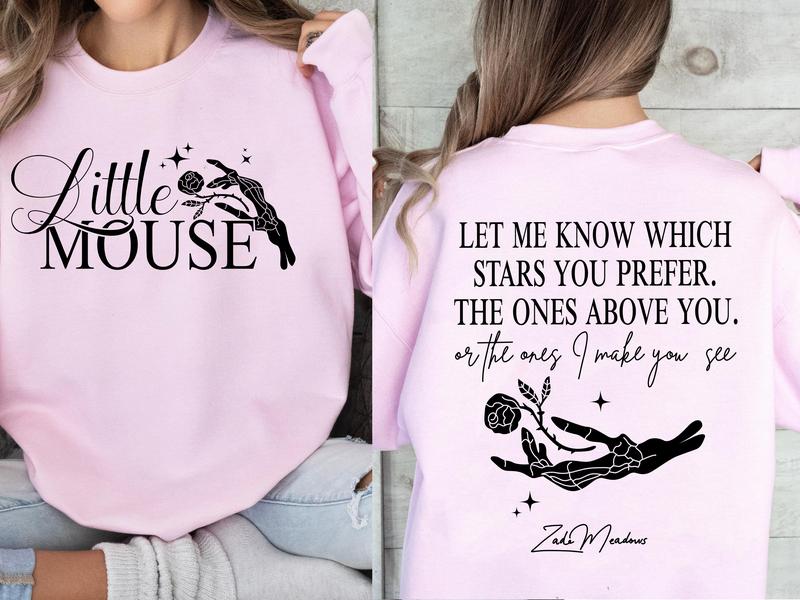 Little
MOUSE
LET ME KNOW WHICH
STARS YOU PREFER.
THE ONES ABOVE YOU.
or the ones I make you see
Zade Meadows